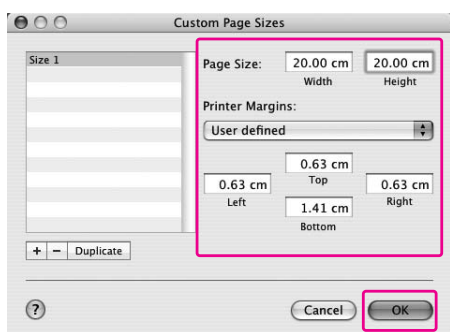 Custom Page Sizes
Size 1
Page Size:
20.00 cm
20.00 cm
Width
Height
Printer Margins:
User defined
0.63 cm
Top
0.63 cm
0.63 cm
Left
Right
1.41 cm
Bottom
+ - Duplicate
? Cancel OK